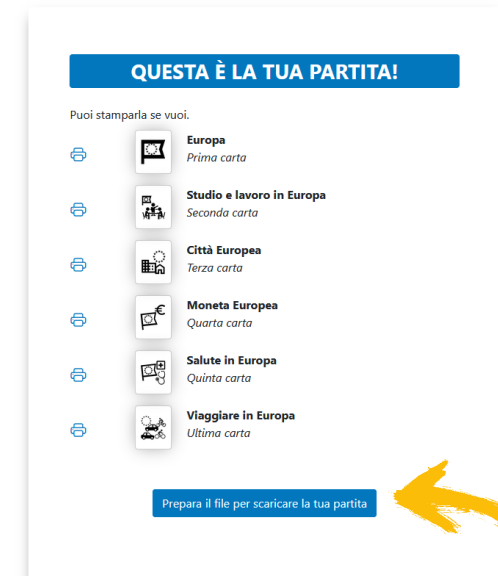 QUESTA È LA TUA PARTITA!
Puoi stamparla se vuoi.
Europa
Prima carta
Studio e lavoro in Europa
Seconda carta
Città Europea
Terza carta
Moneta Europea
Quarta carta
Salute in Europa
Quinta carta
Viaggiare in Europa
Ultima carta
Prepara il file per scaricare la tua partita